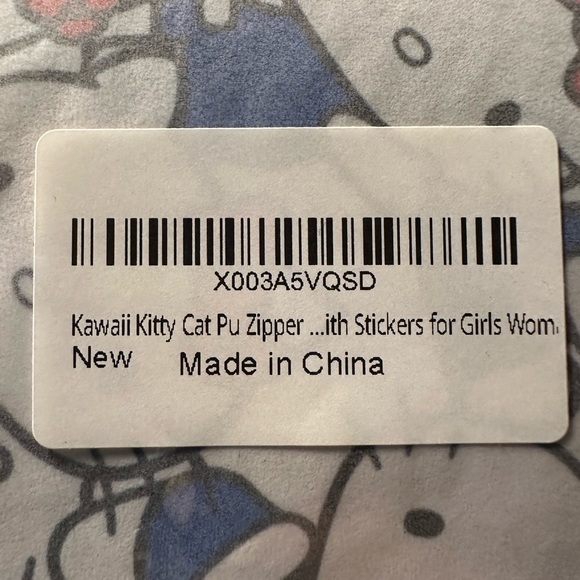 X003A5VQSD
Kawaii Kitty Cat Pu Zipper ...ith Stickers for Girls Wom
New Made in China